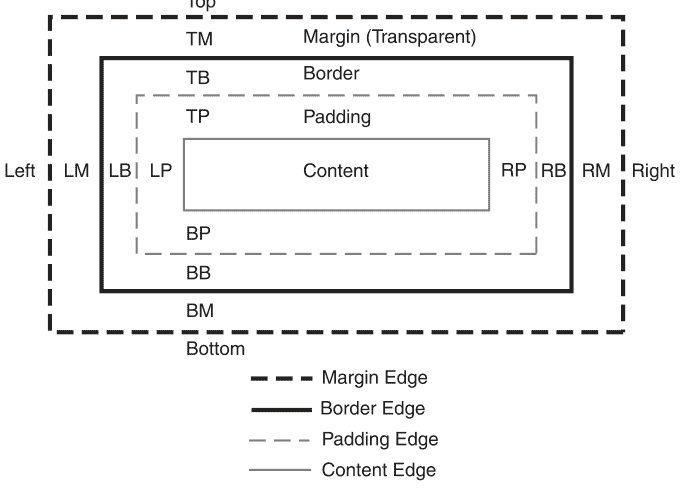 Top
TM Margin (Transparent)
TB Border
TP Padding
Left LM LB LP Content RP RB RM Right
BP
BB
BM
Bottom
Margin Edge
Border Edge
Padding Edge
Content Edge